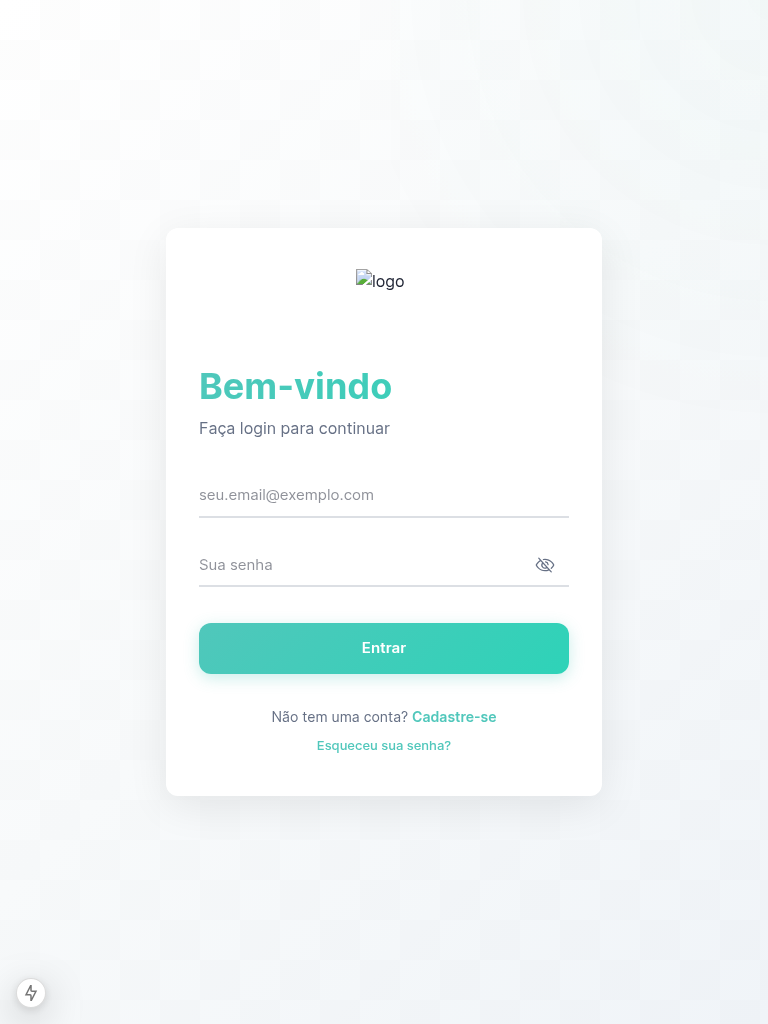 logo
Bem-vindo
Faça login para continuar
seu.email@exemplo.com
Sua senha
Entrar
Não tem uma conta? Cadastre-se
Esqueceu sua senha?